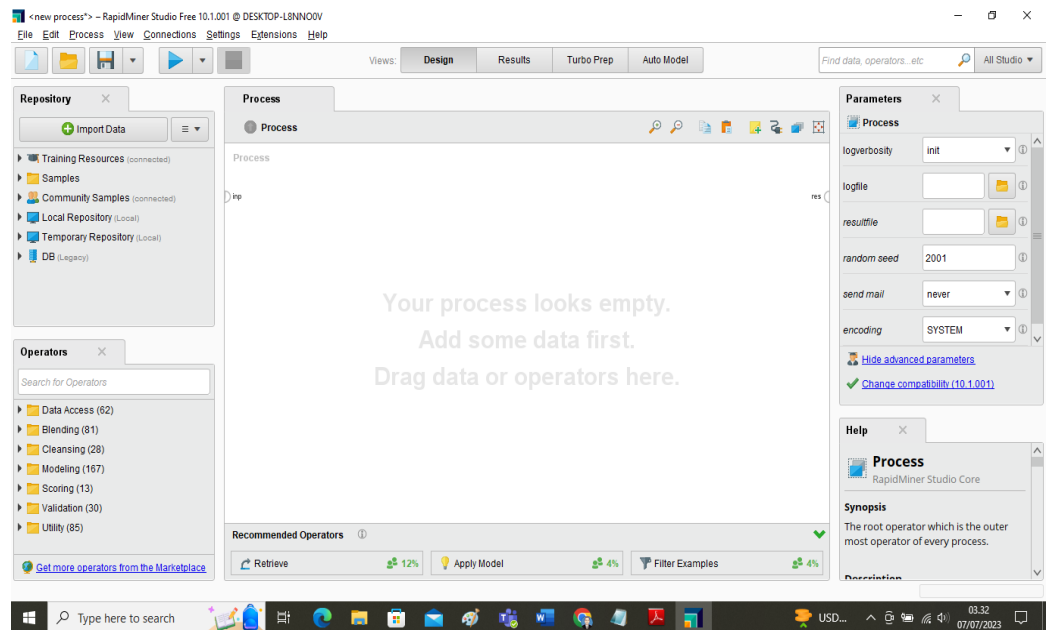 <new process*> – RapidMiner Studio Free 10.1.001 @ DESKTOP-L8NNO0V
File Edit Process View Connections Settings Extensions Help
Views: Design Results Turbo Prep Auto Model
Find data, operators...etc All Studio
Repository
Import Data
Training Resources (connected)
Samples
Community Samples (connected)
Local Repository (Local)
Temporary Repository (Local)
DB (Legacy)
Operators
Search for Operators
Data Access (62)
Blending (81)
Cleansing (28)
Modeling (167)
Scoring (13)
Validation (30)
Utility (85)
Get more operators from the Marketplace
Process
Process
Process
inp
res
Your process looks empty.
Add some data first.
Drag data or operators here.
Recommended Operators
Retrieve 12%
Apply Model 4%
Filter Examples 4%
Parameters
Process
logverbosity init
logfile
resultfile
random seed 2001
send mail never
encoding SYSTEM
Hide advanced parameters
Change compatibility (10.1.001)
Help
Process
RapidMiner Studio Core
Synopsis
The root operator which is the outer
most operator of every process.
Description
Type here to search
USD...
03.32
07/07/2023